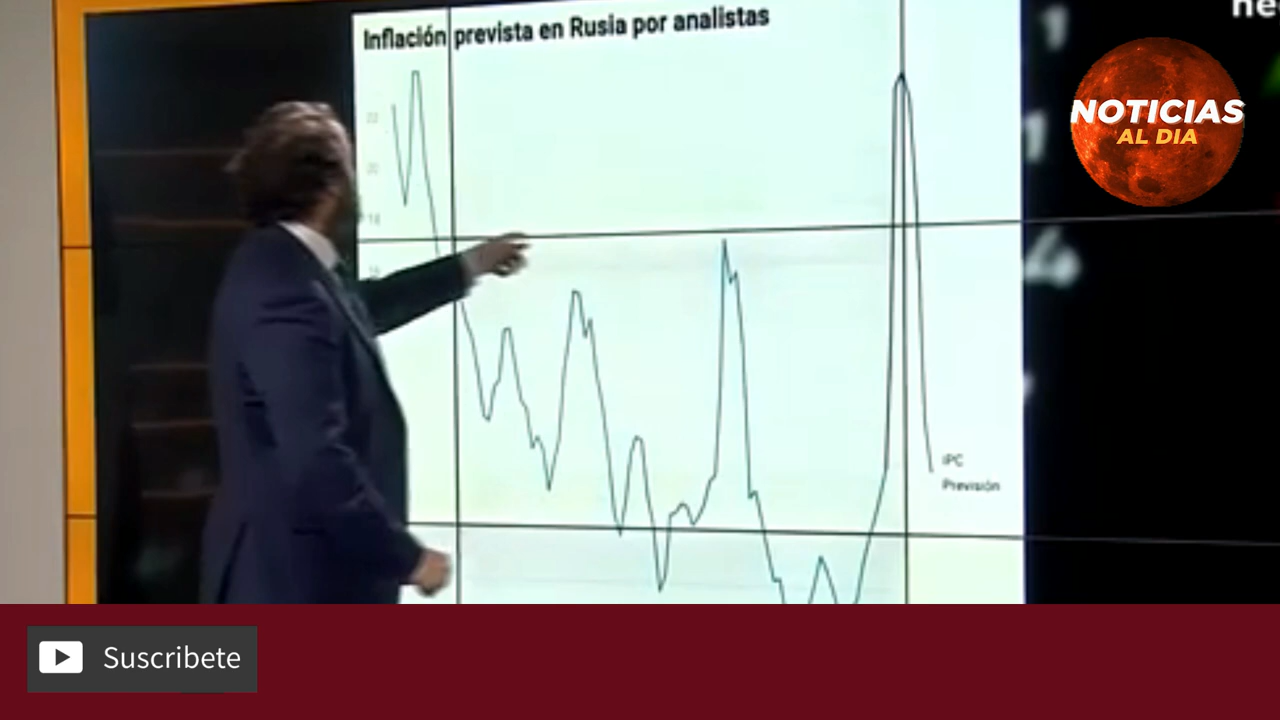 Inflación prevista en Rusia por analistas
NOTICIAS
AL DIA
22
20
18
IPC
Previsión
Suscribete